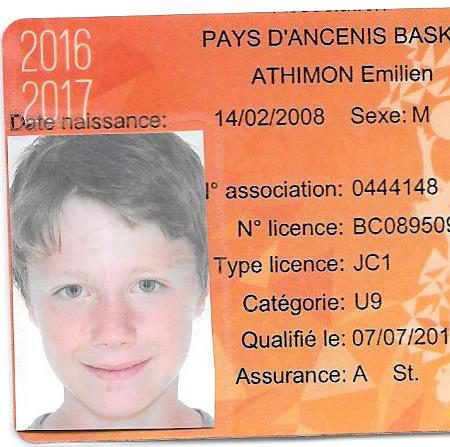 2016
PAYS D'ANCENIS BASK
ATHIMON Emilien
2017
Date naissance: 14/02/2008 Sexe: M
N° association: 0444148
N° licence: BC089509
Type licence: JC1
Catégorie: U9
Qualifié le: 07/07/201
Assurance: A St.